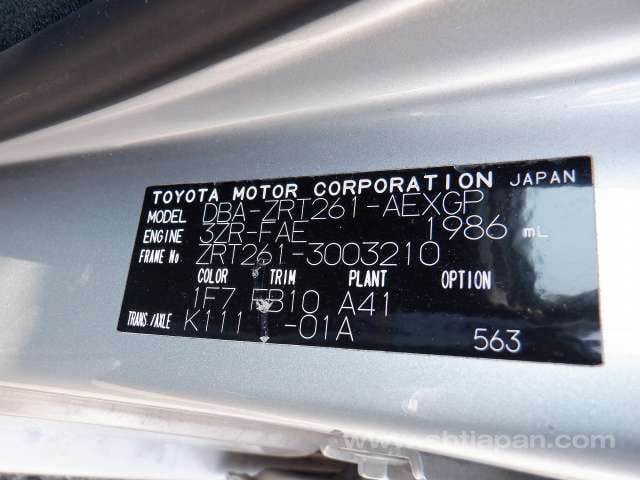 TOYOTA MOTOR CORPORATION JAPAN
MODEL DBA-ZRT261-AEXGP
ENGINE 3ZR-FAE 1986 mL
FRAME No ZRT261-3003210
COLOR TRIM PLANT OPTION
1F7 FB10 A41
TRANS./AXLE K111 -01A
563
www.sbtjapan.com